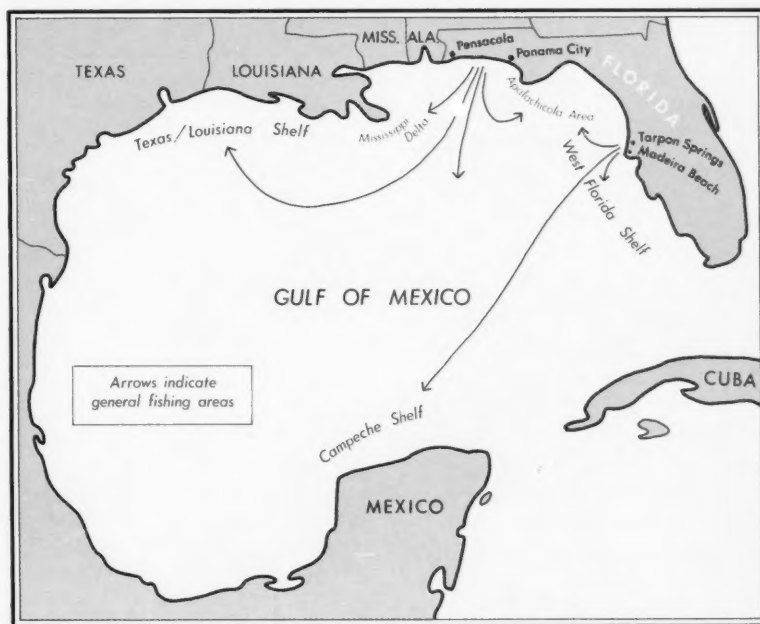 MISS.
ALA.
Pensacola
Panama City
TEXAS
LOUISIANA
FLORIDA
Apalachicola Area
Texas/Louisiana Shelf
Mississippi
Delta
Tarpon Springs
Madeira Beach
West Florida Shelf
GULF OF MEXICO
Arrows indicate
general fishing areas
CUBA
Campeche Shelf
MEXICO